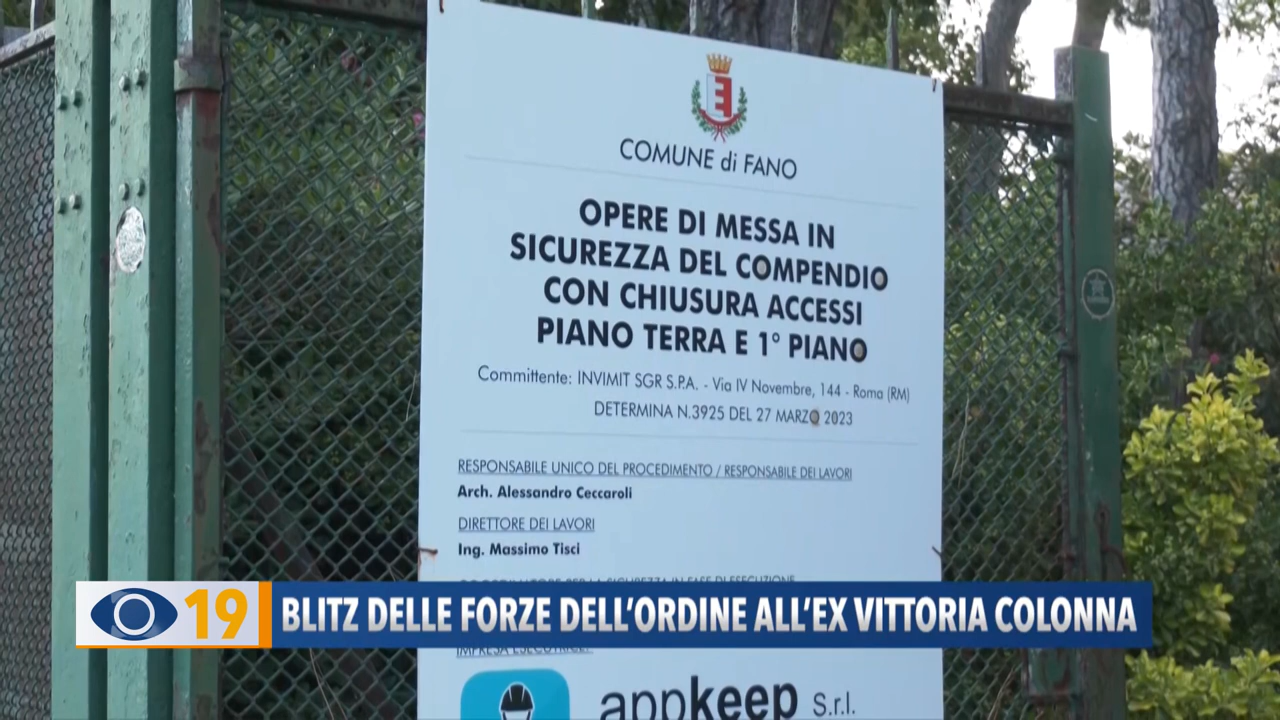 COMUNE di FANO
OPERE DI MESSA IN
SICUREZZA DEL COMPENDIO
CON CHIUSURA ACCESSI
PIANO TERRA E 1° PIANO
Committente: INVIMIT SGR S.P.A. - Via IV Novembre, 144 - Roma (RM)
DETERMINA N.3925 DEL 27 MARZO 2023
RESPONSABILE UNICO DEL PROCEDIMENTO / RESPONSABILE DEI LAVORI
Arch. Alessandro Ceccaroli
DIRETTORE DEI LAVORI
Ing. Massimo Tisci
19 BLITZ DELLE FORZE DELL'ORDINE ALL'EX VITTORIA COLONNA
appkeep S.r.l.